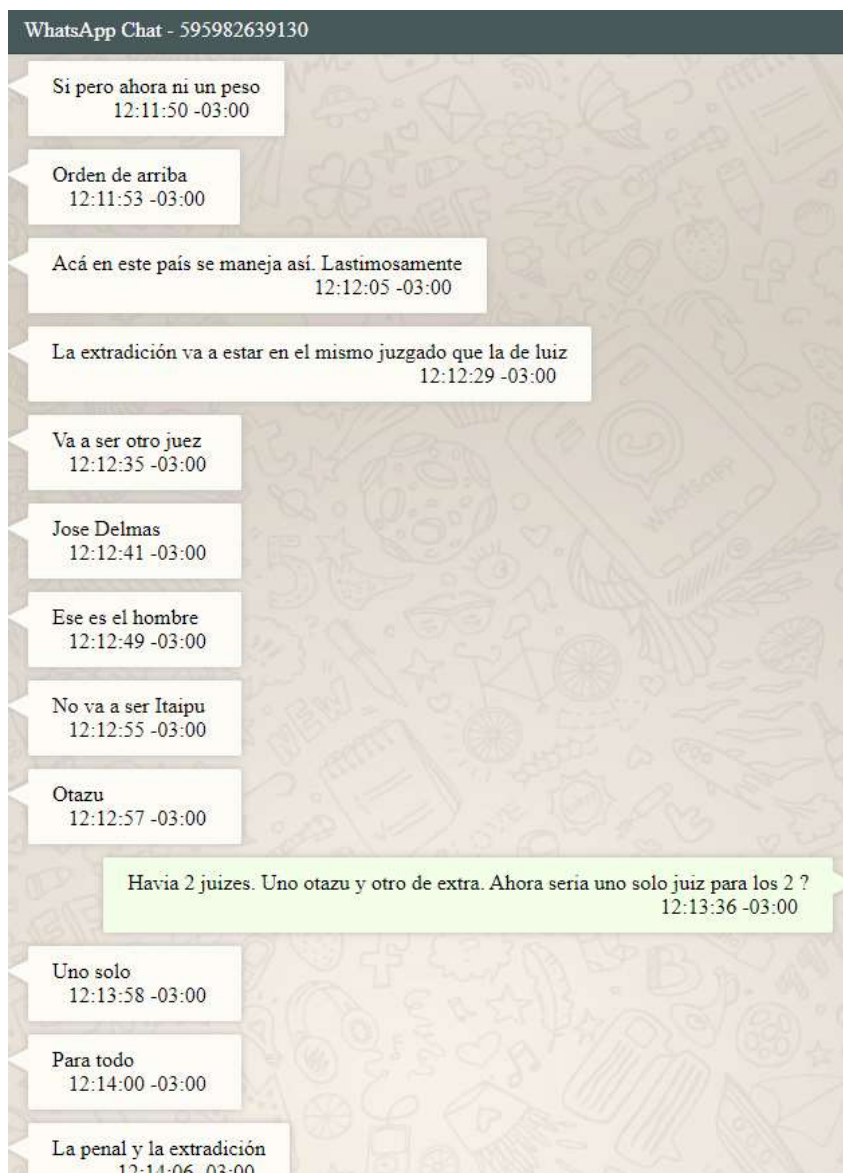 WhatsApp Chat - 595982639130
Si pero ahora ni un peso
12:11:50 -03:00
Orden de arriba
12:11:53 -03:00
Acá en este país se maneja así. Lastimosamente
12:12:05 -03:00
La extradición va a estar en el mismo juzgado que la de luiz
12:12:29 -03:00
Va a ser otro juez
12:12:35 -03:00
Jose Delmas
12:12:41 -03:00
Ese es el hombre
12:12:49 -03:00
No va a ser Itaipu
12:12:55 -03:00
Otazu
12:12:57 -03:00
Havia 2 juizes. Uno otazu y otro de extra. Ahora seria uno solo juiz para los 2 ?
12:13:36 -03:00
Uno solo
12:13:58 -03:00
Para todo
12:14:00 -03:00
La penal y la extradición
12:14:06 -03:00